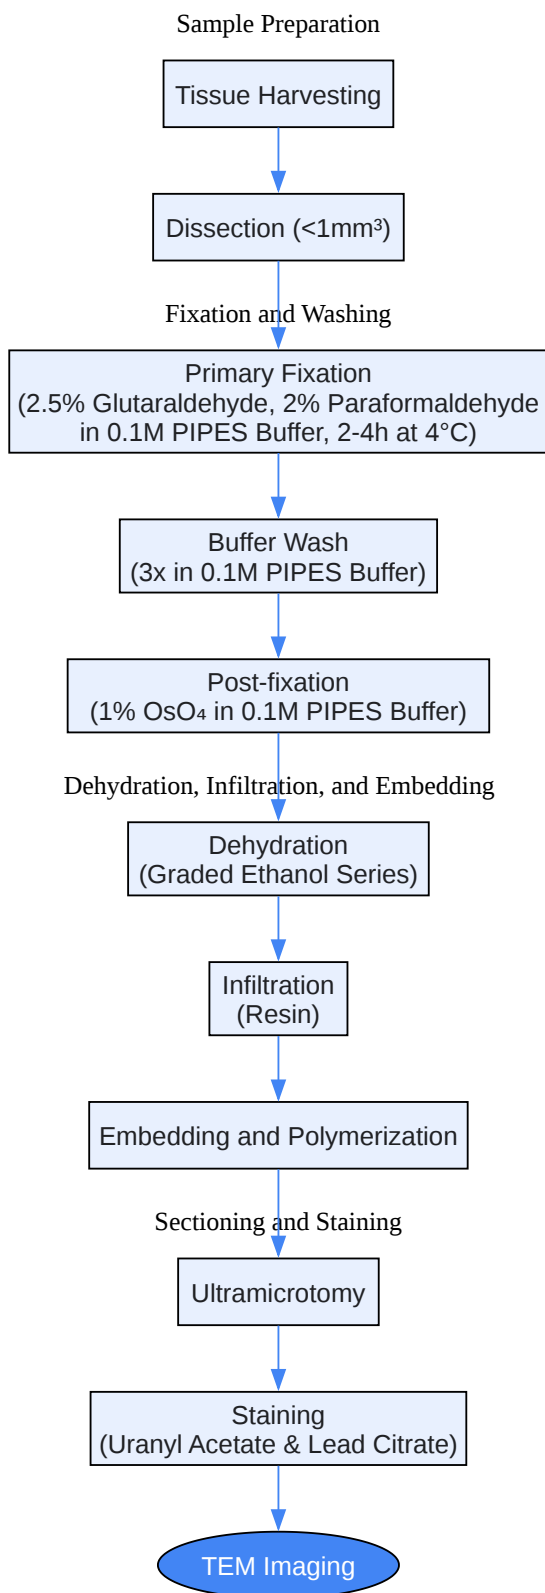 Sample Preparation
Tissue Harvesting
Dissection (<1mm³)
Fixation and Washing
Primary Fixation
(2.5% Glutaraldehyde, 2% Paraformaldehyde
in 0.1M PIPES Buffer, 2-4h at 4°C)
Buffer Wash
(3x in 0.1M PIPES Buffer)
Post-fixation
(1% OsO₄ in 0.1M PIPES Buffer)
Dehydration, Infiltration, and Embedding
Dehydration
(Graded Ethanol Series)
Infiltration
(Resin)
Embedding and Polymerization
Sectioning and Staining
Ultramicrotomy
Staining
(Uranyl Acetate & Lead Citrate)
TEM Imaging